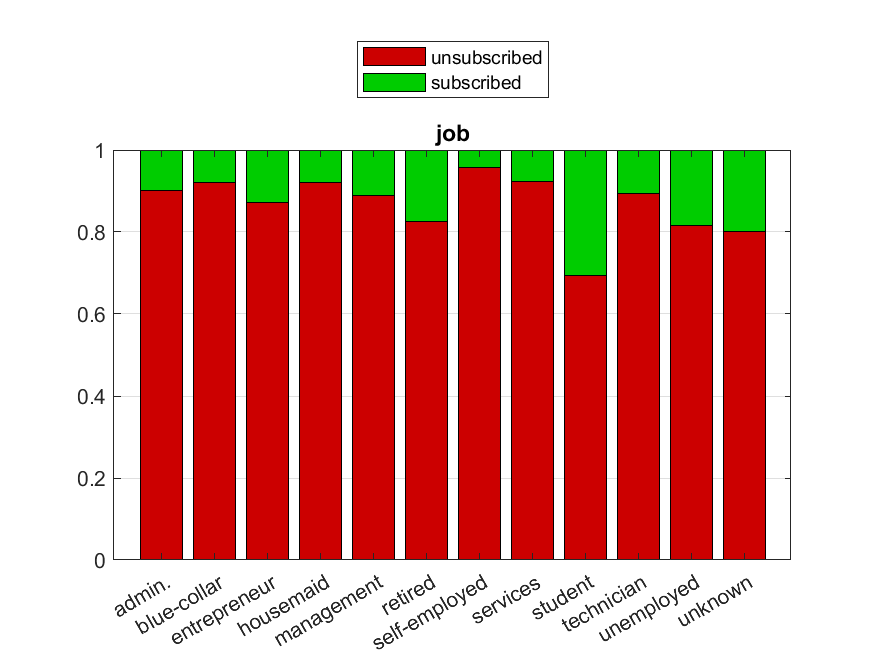 unsubscribed
subscribed
job
1
0.8
0.6
0.4
0.2
0
admin.
blue-collar
entrepreneur
housemaid
management
retired
self-employed
services
student
technician
unemployed
unknown